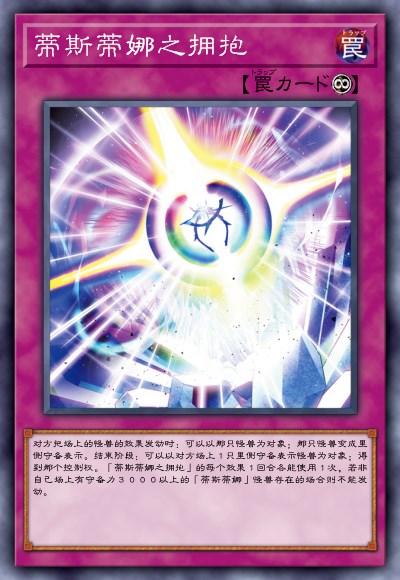 蒂斯蒂娜之拥抱
罠
トラップ
【罠カード】
トラップ
对方把场上的怪兽的效果发动时：可以以那只怪兽为对象；那只怪兽变成里
侧守备表示。结束阶段：可以以对方场上１只里侧守备表示怪兽为对象；得
到那个控制权。「蒂斯蒂娜之拥抱」的每个效果１回合各能使用１次，若非
自己场上有守备力３０００以上的「蒂斯蒂娜」怪兽存在的场合则不能发
动。